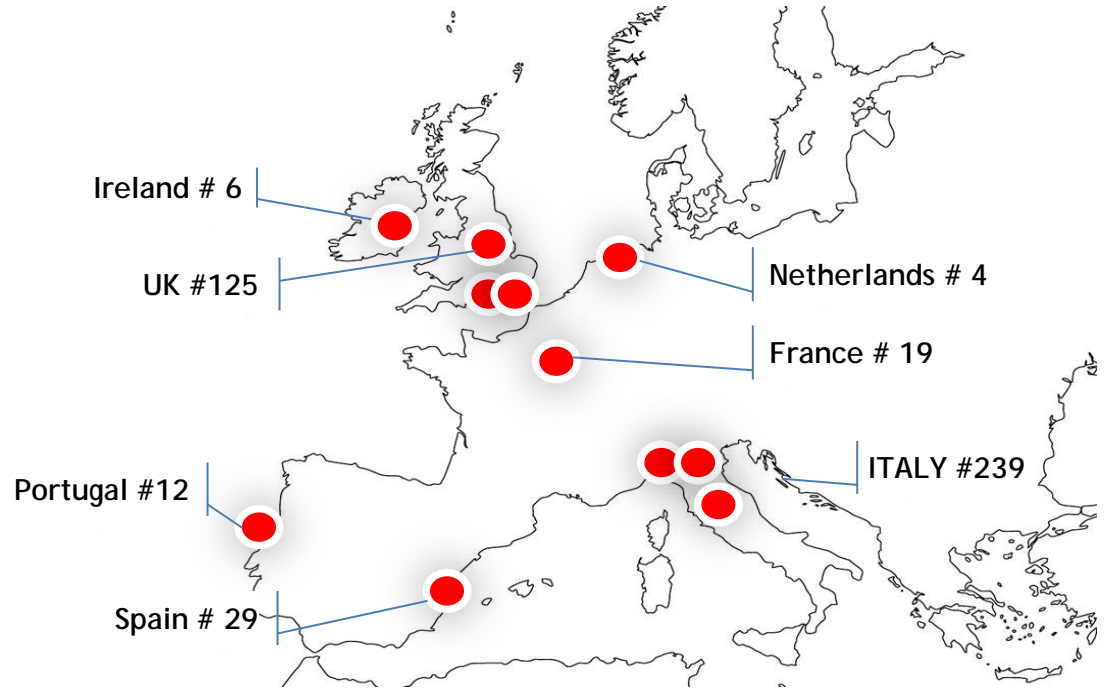 Ireland # 6
UK #125
Netherlands # 4
France # 19
ITALY #239
Portugal #12
Spain # 29